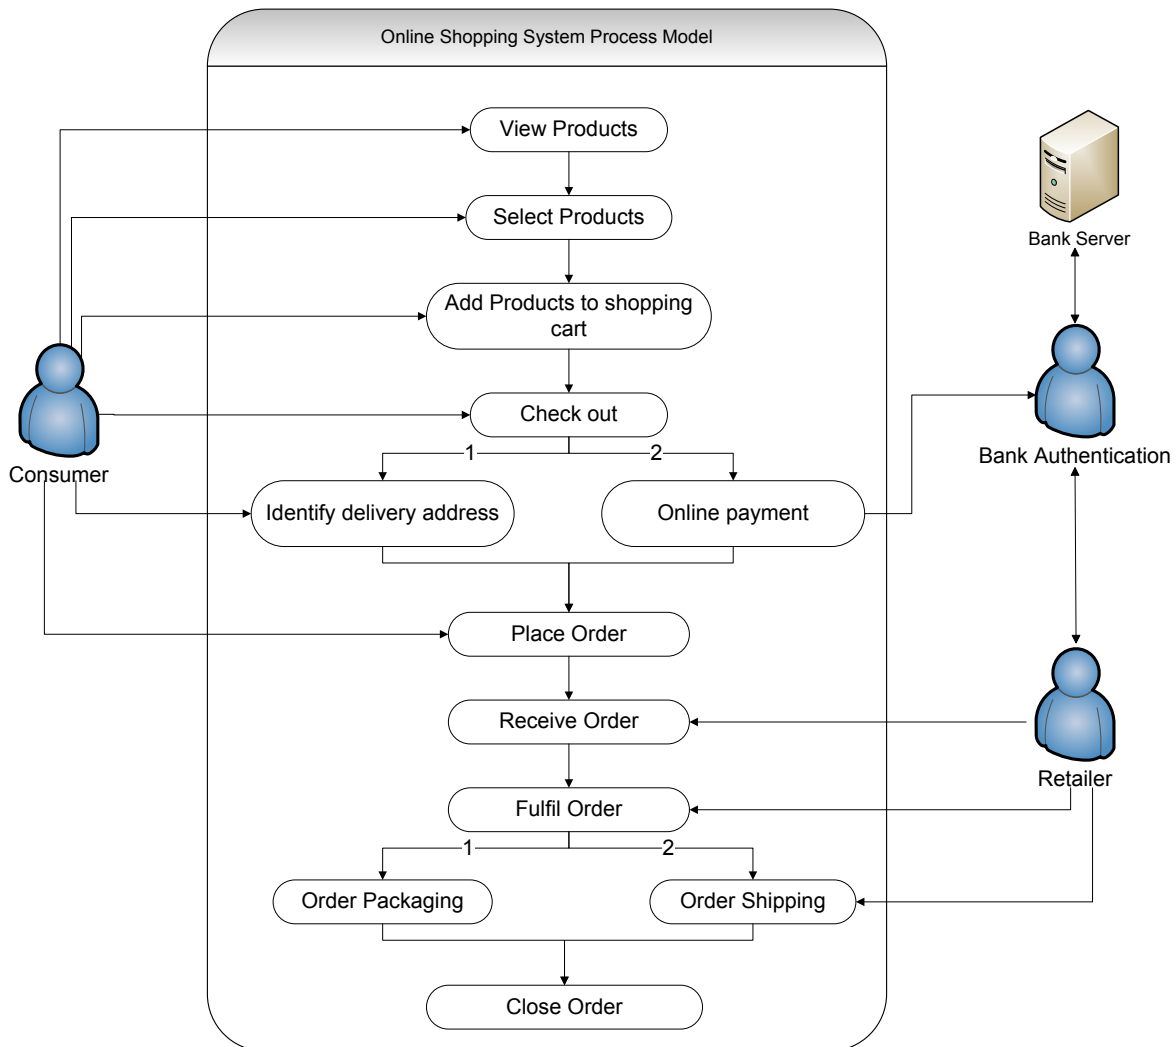 Online Shopping System Process Model
View Products
Select Products
Bank Server
Add Products to shopping
cart
Check out
1
2
Consumer
Bank Authentication
Identify delivery address
Online payment
Place Order
Receive Order
Retailer
Fulfil Order
1
2
Order Packaging
Order Shipping
Close Order